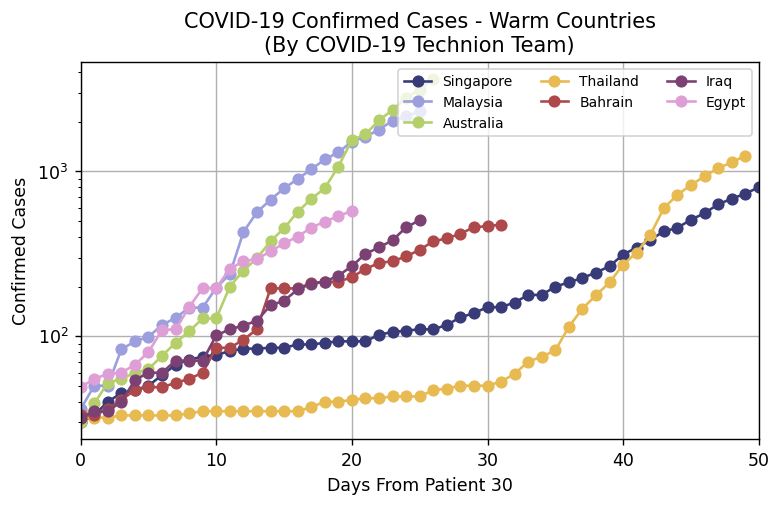 COVID-19 Confirmed Cases - Warm Countries
(By COVID-19 Technion Team)
Singapore
Malaysia
Australia
Thailand
Bahrain
Iraq
Egypt
Confirmed Cases
10³
10²
0 10 20 30 40 50
Days From Patient 30